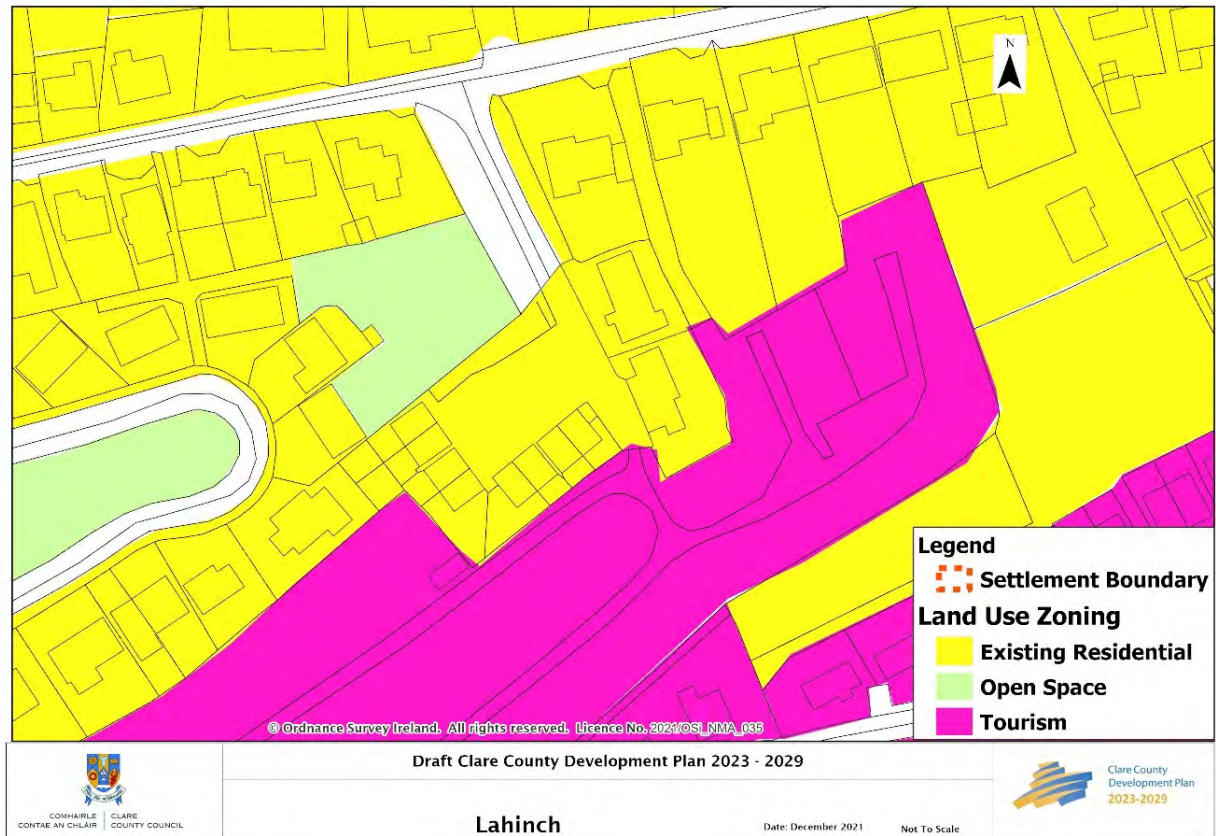 N
Legend
Settlement Boundary
Land Use Zoning
Existing Residential
Open Space
Tourism
© Ordnance Survey Ireland. All rights reserved. Licence No. 2021/OSI_NMA_035
COMHAIRLE CONTAE AN CHLÁIR
CLARE COUNTY COUNCIL
Draft Clare County Development Plan 2023 - 2029
Lahinch
Date: December 2021
Not To Scale
Clare County
Development Plan
2023-2029